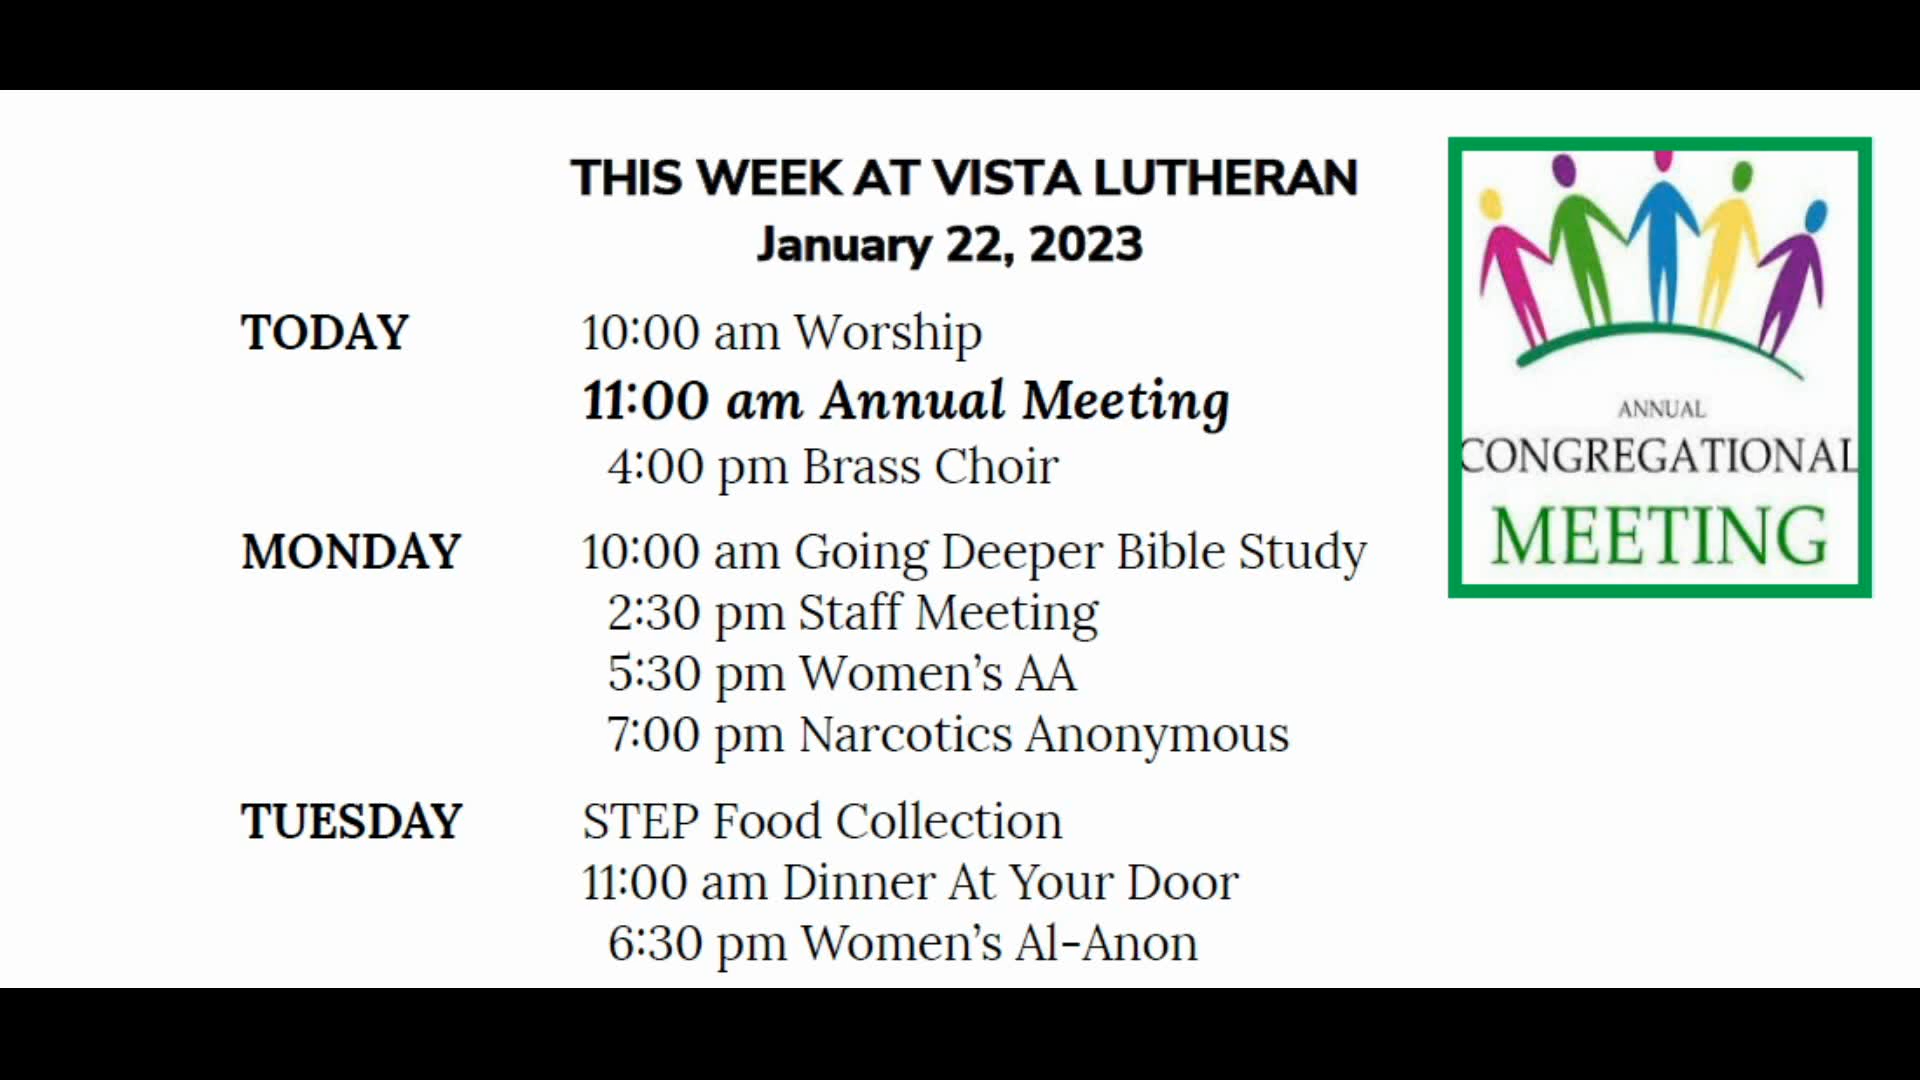 THIS WEEK AT VISTA LUTHERAN
January 22, 2023
TODAY 10:00 am Worship
11:00 am Annual Meeting
4:00 pm Brass Choir
MONDAY 10:00 am Going Deeper Bible Study
2:30 pm Staff Meeting
5:30 pm Women’s AA
7:00 pm Narcotics Anonymous
TUESDAY STEP Food Collection
11:00 am Dinner At Your Door
6:30 pm Women’s Al-Anon
ANNUAL
CONGREGATIONAL
MEETING